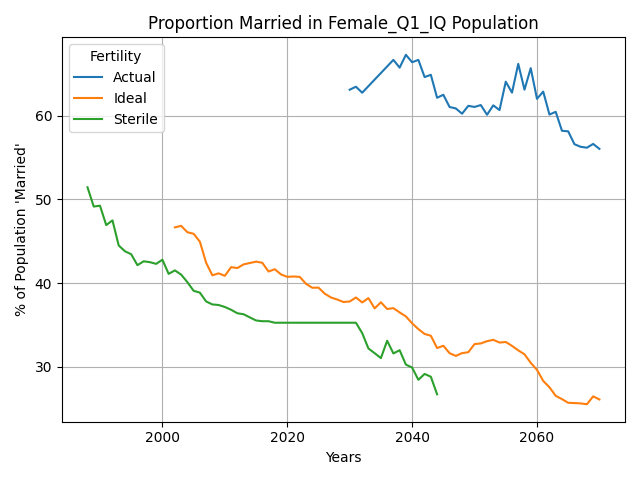 Proportion Married in Female_Q1_IQ Population
% of Population 'Married'
Fertility
Actual
Ideal
Sterile
60
50
40
30
2000 2020 2040 2060
Years